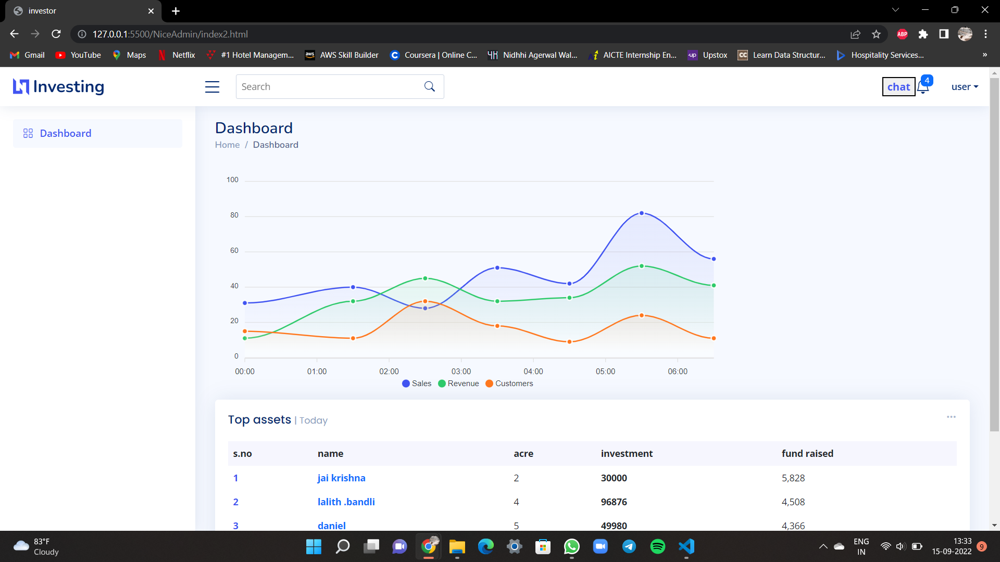 investor
127.0.0.1:5500/NiceAdmin/index2.html
ABP
Gmail YouTube Maps Netflix #1 Hotel Managem... aws AWS Skill Builder Coursera | Online C... Nidhhi Agerwal Wal... AICTE Internship En... up Upstox CC Learn Data Structur... Hospitality Services... »
Investing
Search
chat 4 user
Dashboard
Dashboard
Home / Dashboard
100
80
60
40
20
0
00:00 01:00 02:00 03:00 04:00 05:00 06:00
Sales Revenue Customers
Top assets | Today
s.no name acre investment fund raised
1 jai krishna 2 30000 5,828
2 lalith .bandli 4 96876 4,508
3 daniel 5 49980 4,366
83°F
Cloudy
ENG
IN
13:33
15-09-2022
9